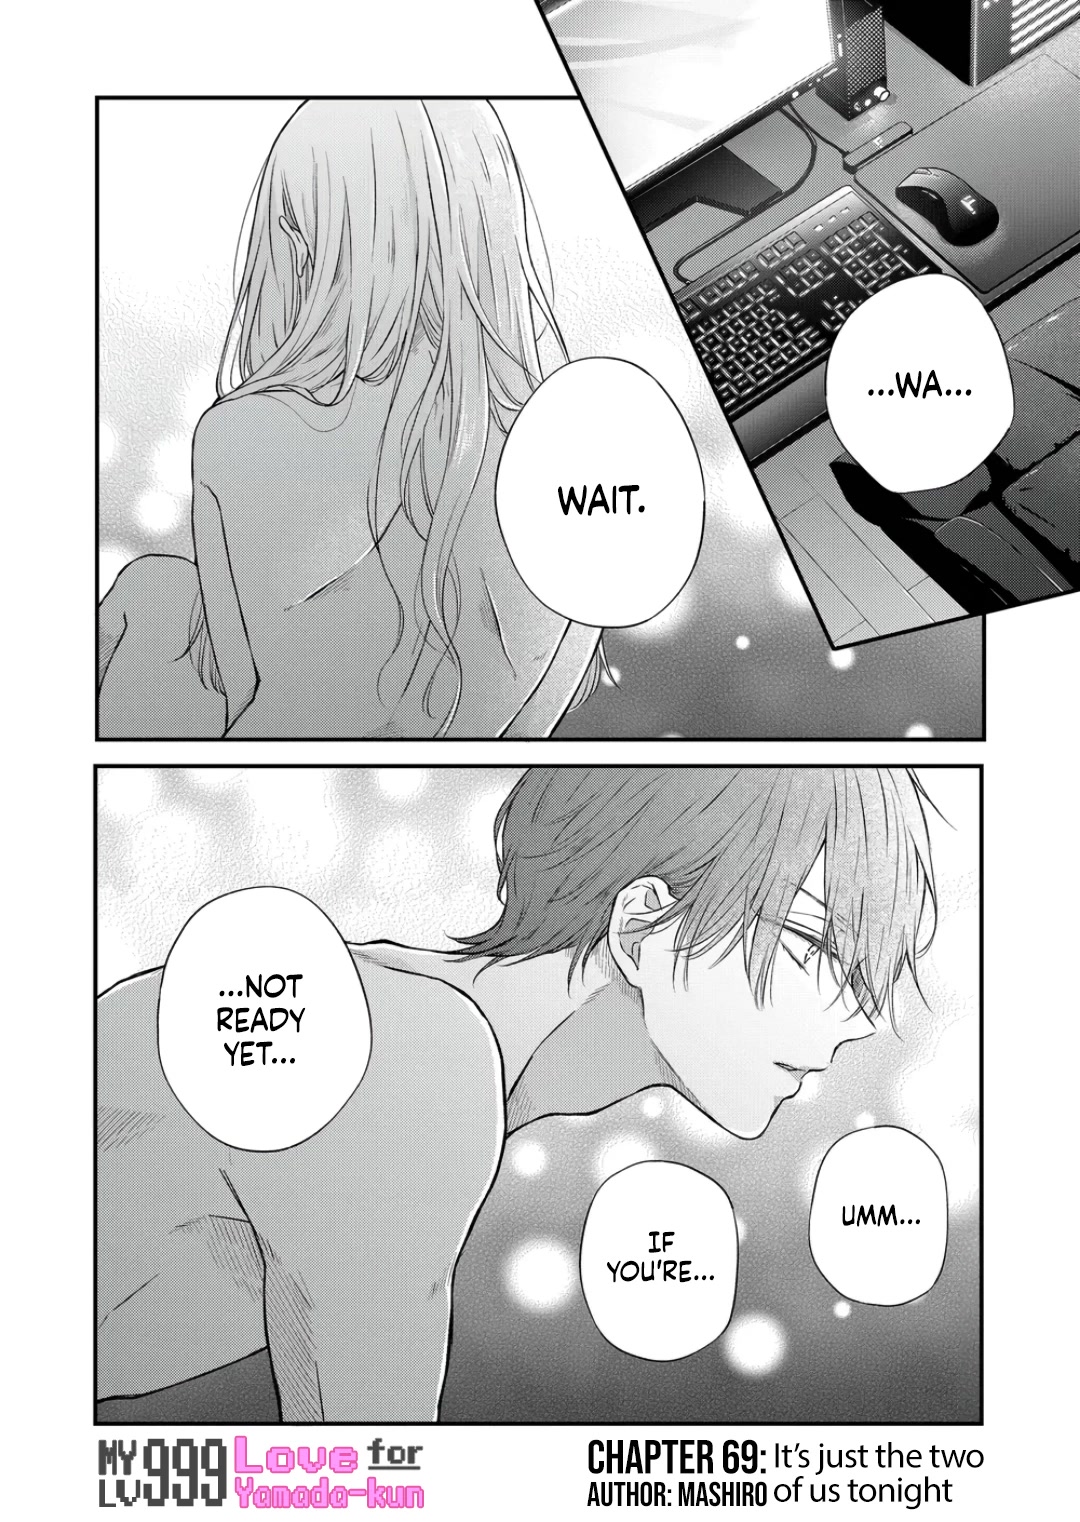 ...WA...
WAIT.
UMM...
IF
YOU'RE...
...NOT
READY
YET...
MY LV999 Love for
Yamada-kun
CHAPTER 69: It's just the two
AUTHOR: MASHIRO of us tonight